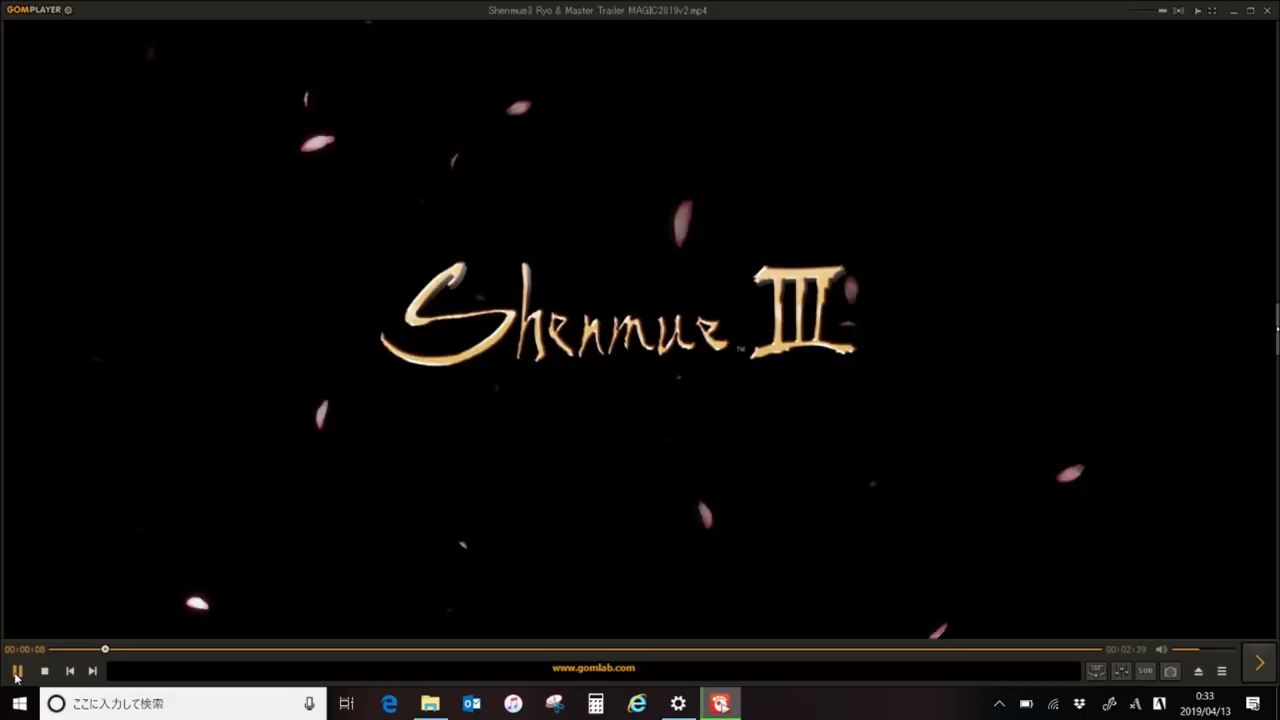 GOMPLAYER
Shenmue3 Ryo & Master Trailer MAGIC2019v2.mp4
Shenmue™ III
00:00:08
00:02:39
www.gomlab.com
SUB
ここに入力して検索
A
0:33
2019/04/13